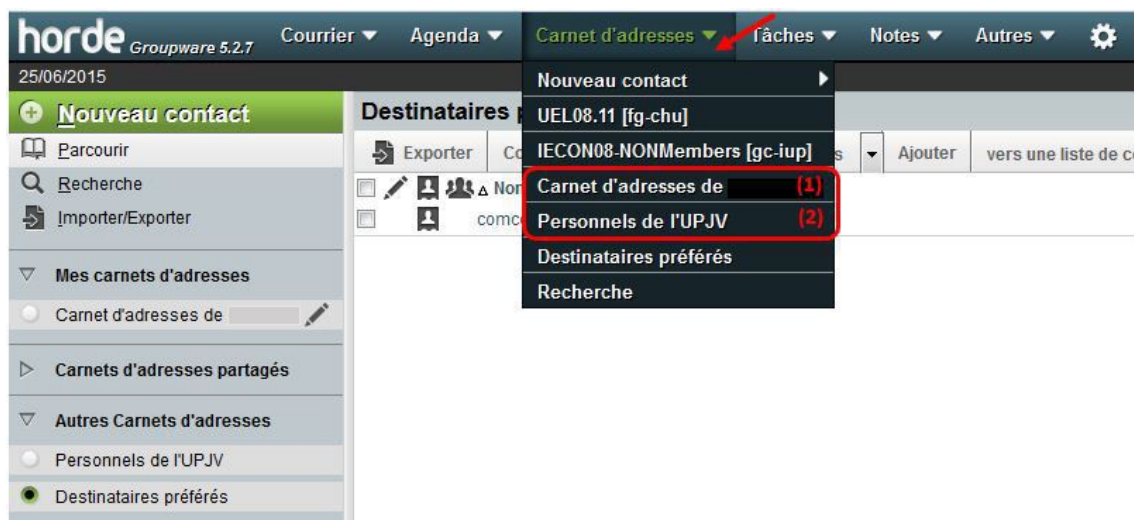 horde Groupware 5.2.7 Courrier Agenda Carnet d'adresses Tâches Notes Autres
25/06/2015
Nouveau contact
Parcourir
Recherche
Importer/Exporter
Mes carnets d'adresses
Carnet d'adresses de
Carnets d'adresses partagés
Autres Carnets d'adresses
Personnels de l'UPJV
Destinataires préférés
Destinataires
Exporter
Ajouter vers une liste de
Nouveau contact
UEL08.11 [fg-chu]
IECON08-NONMembers [gc-iup]
Carnet d'adresses de (1)
Personnels de l'UPJV (2)
Destinataires préférés
Recherche